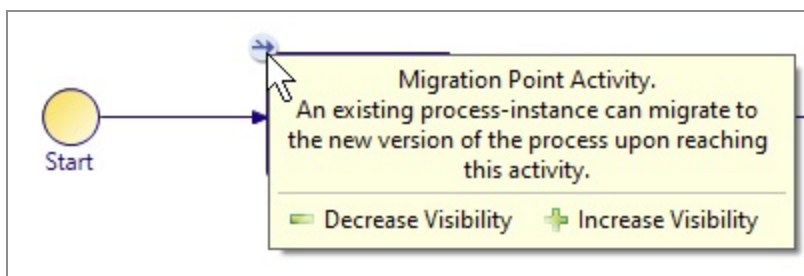 Migration Point Activity.
An existing process-instance can migrate to
the new version of the process upon reaching
this activity.
Start
Decrease Visibility Increase Visibility